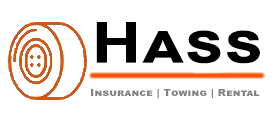 HASS
INSURANCE | TOWING | RENTAL